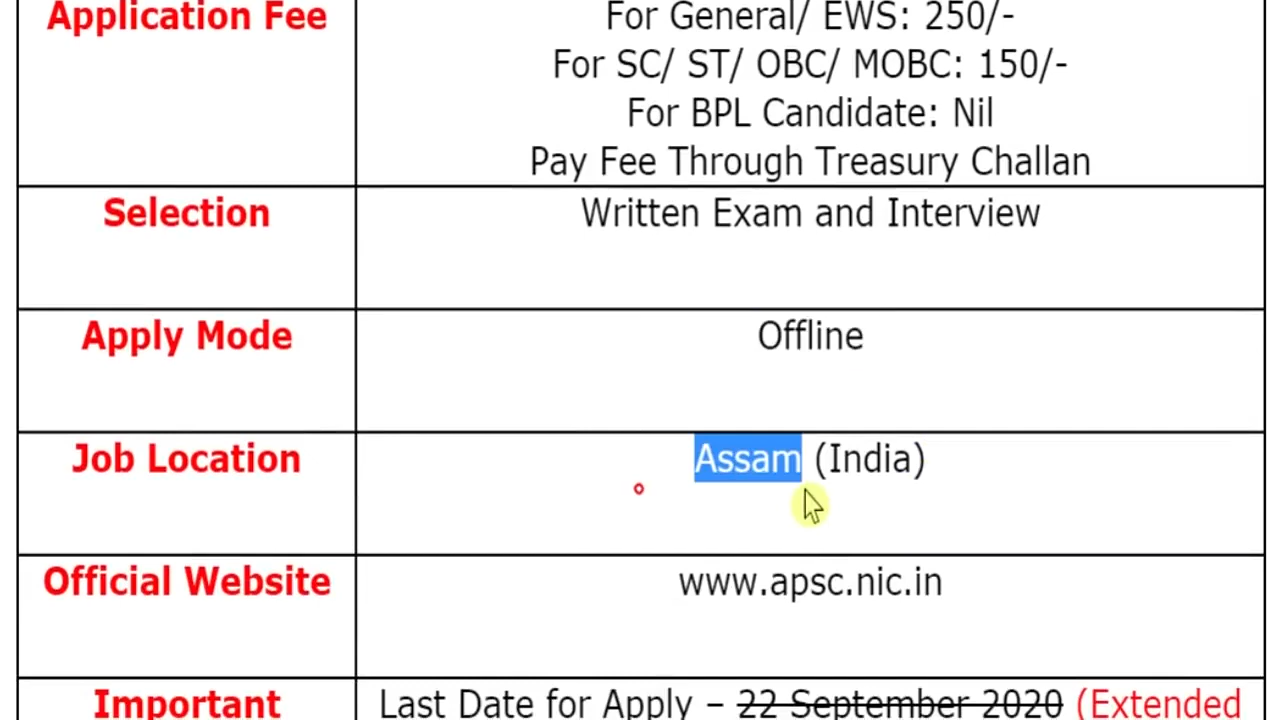 Application Fee
For General/ EWS: 250/-
For SC/ ST/ OBC/ MOBC: 150/-
For BPL Candidate: Nil
Pay Fee Through Treasury Challan
Selection
Written Exam and Interview
Apply Mode
Offline
Job Location
Assam (India)
Official Website
www.apsc.nic.in
Important
Last Date for Apply – 22 September 2020 (Extended